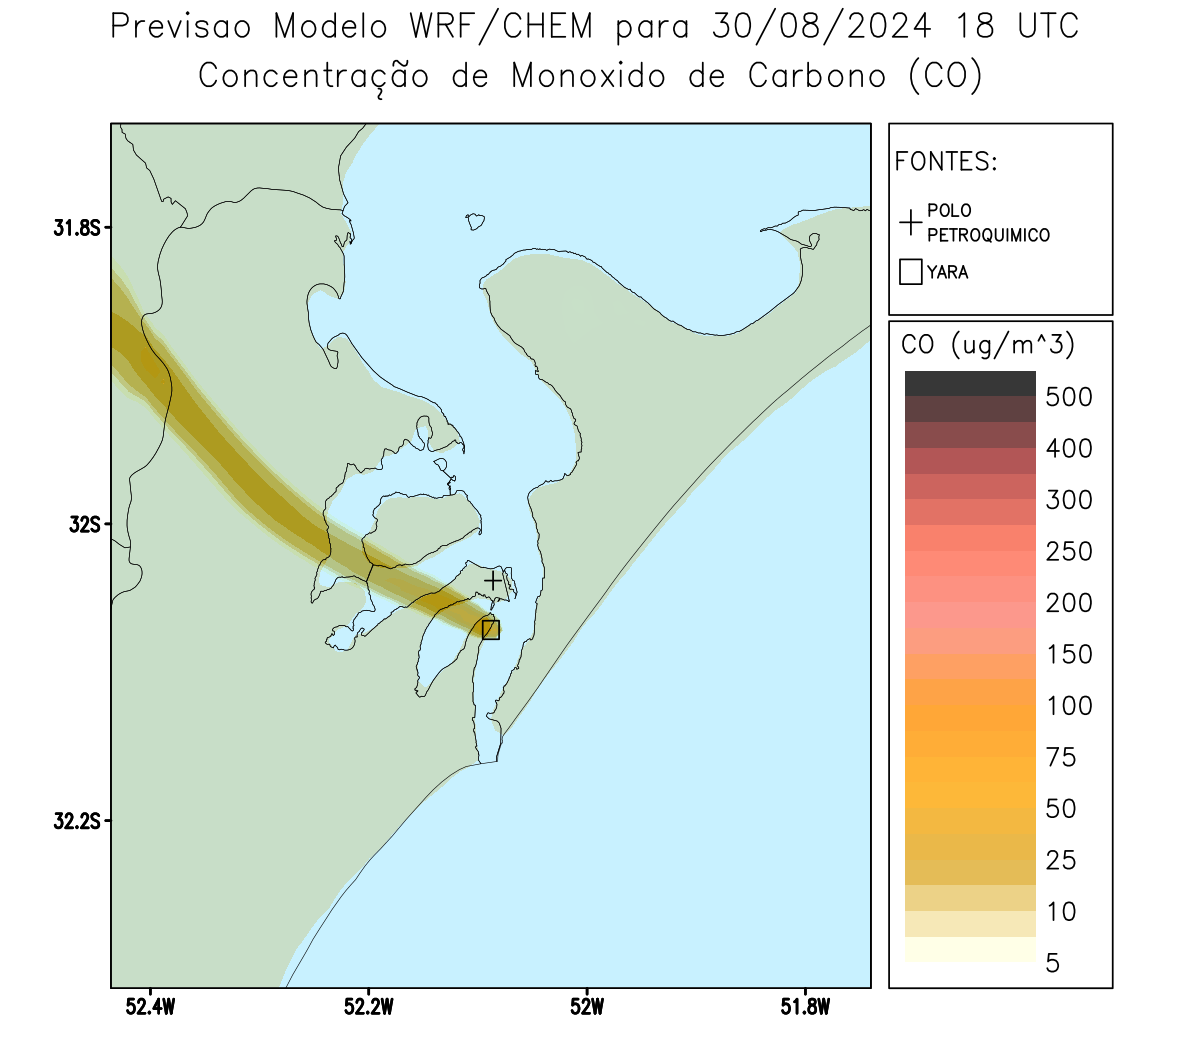 Previsao Modelo WRF/CHEM para 30/08/2024 18 UTC
Concentração de Monoxido de Carbono (CO)
FONTES:
POLO
PETROQUIMICO
YARA
CO (ug/m^3)
500
400
300
250
200
150
100
75
50
25
10
5
31.8S
32S
32.2S
52.4W
52.2W
52W
51.8W